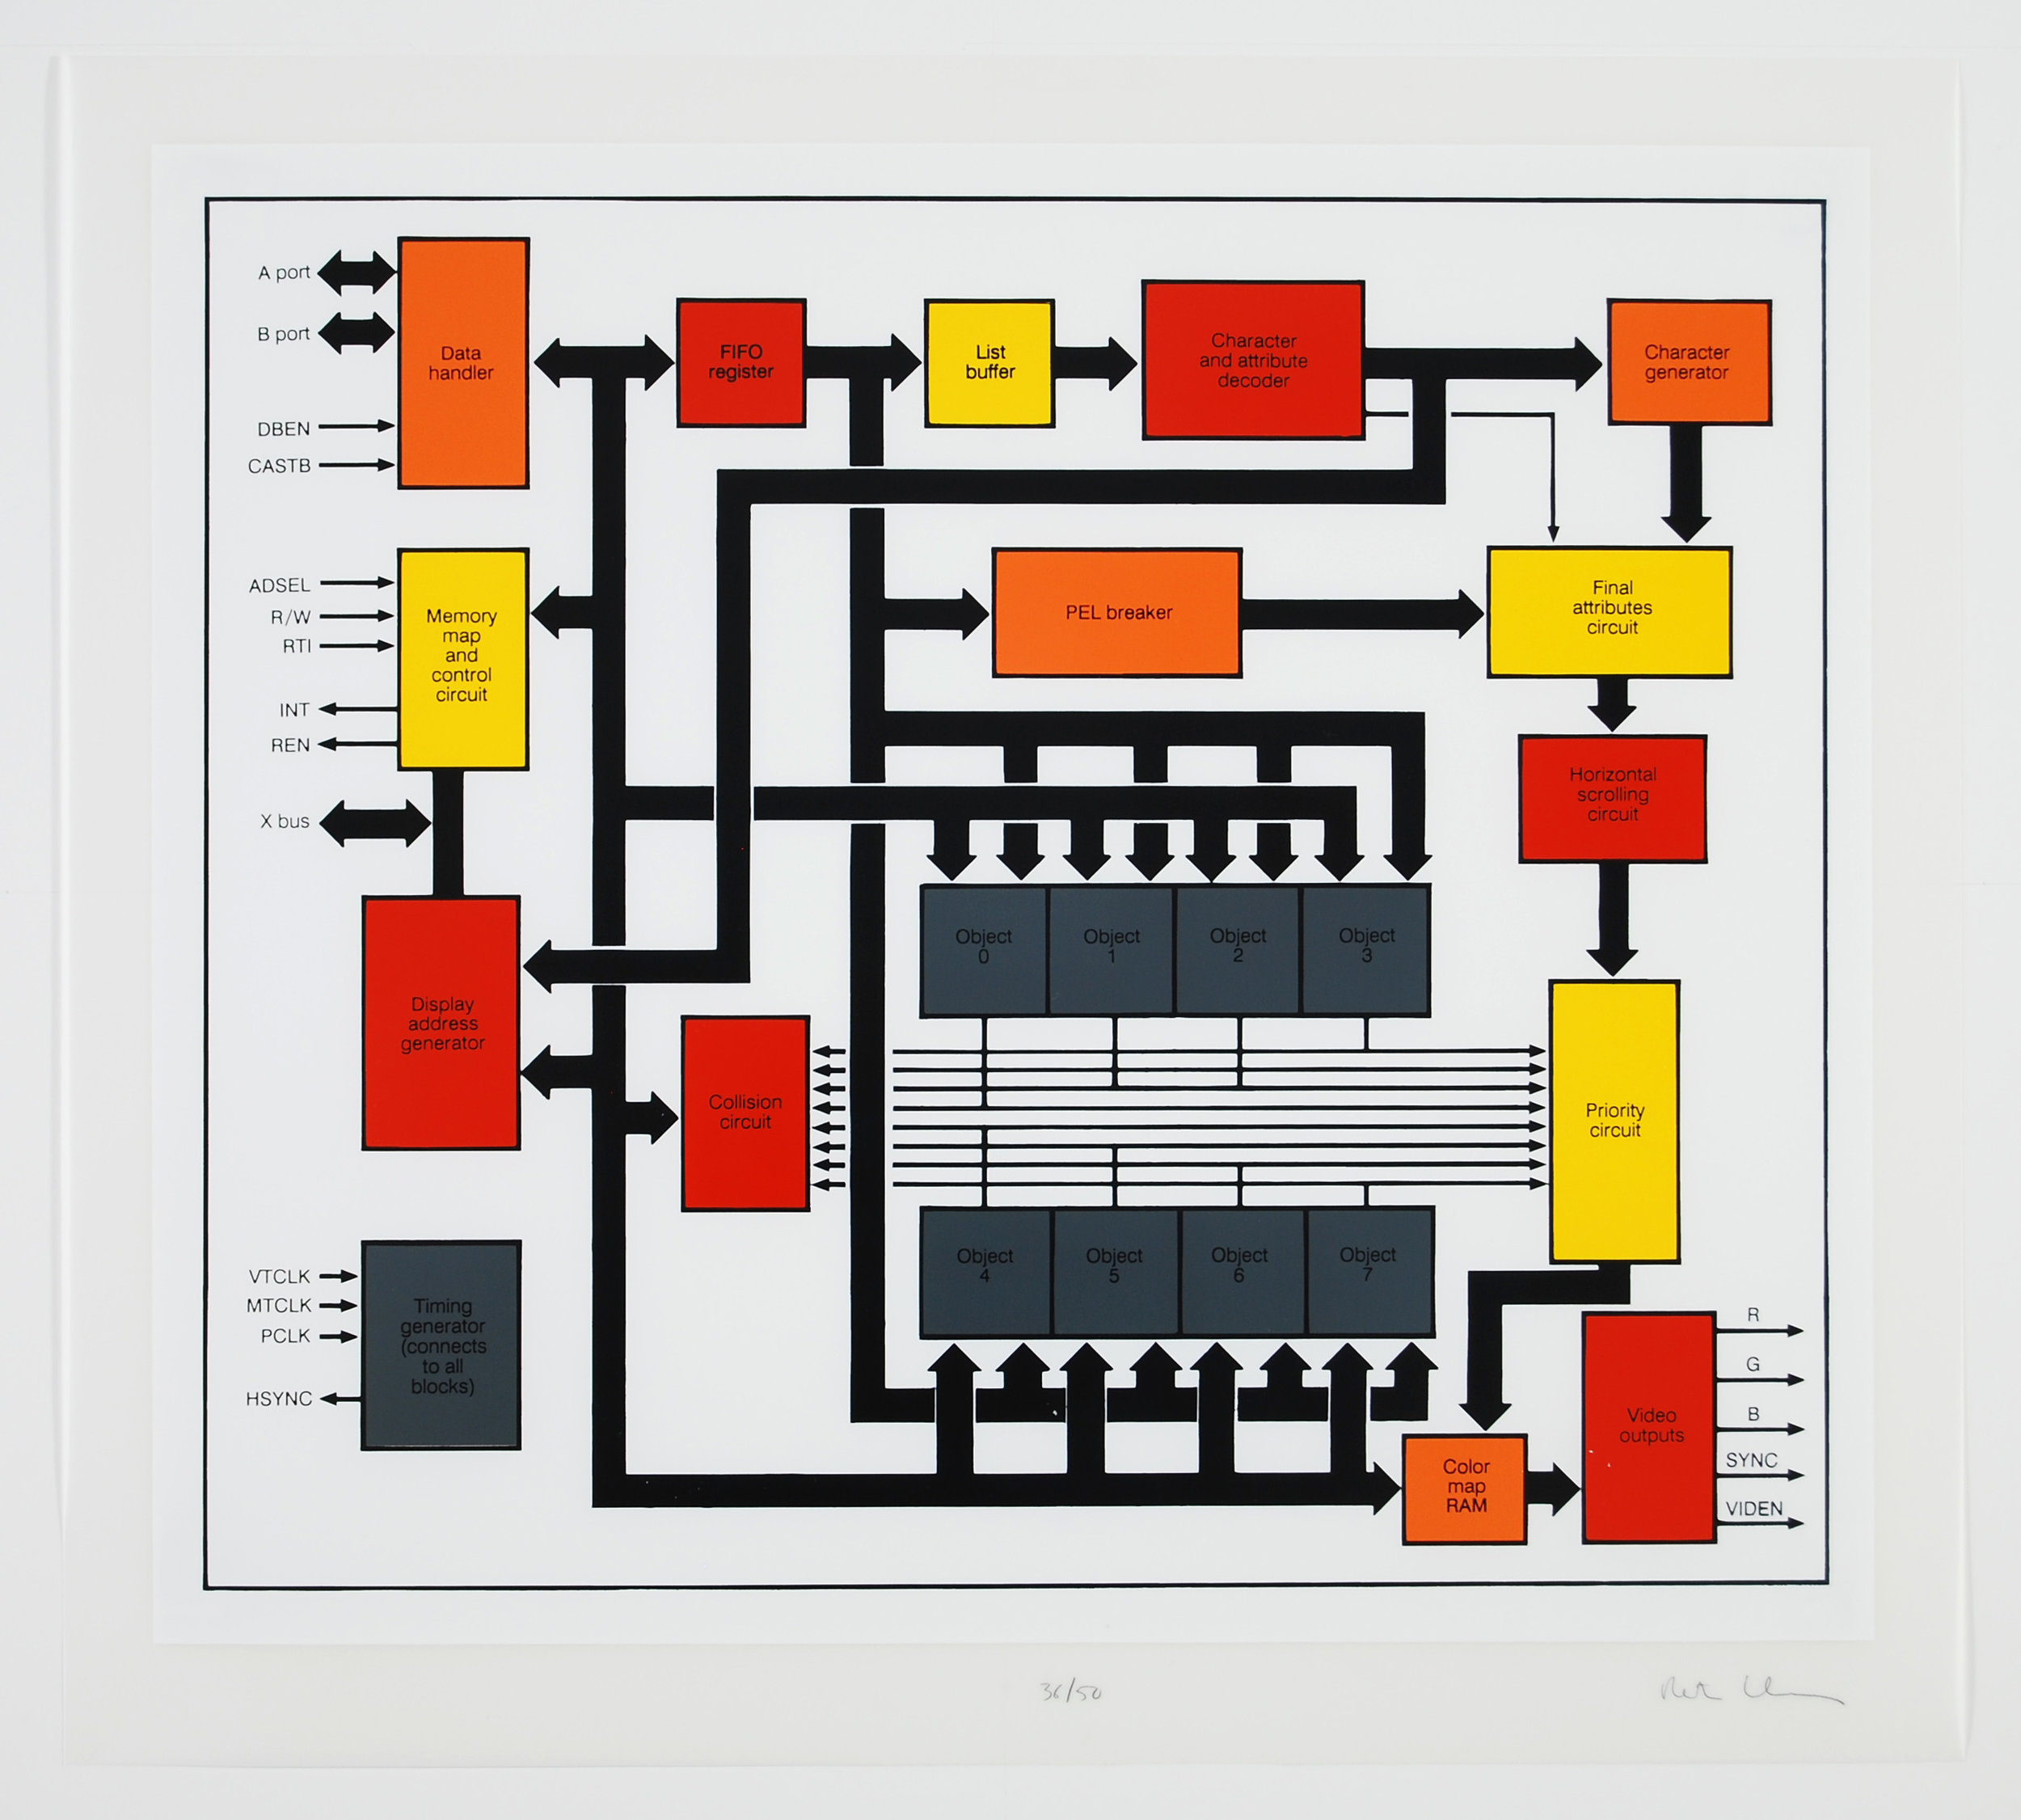 A port
B port
DBEN
CASTB
Data
handler
FIFO
register
List
buffer
Character
and attribute
decoder
Character
generator
ADSEL
R/W
RTI
INT
REN
X bus
Memory
map
and
control
circuit
PEL breaker
Final
attributes
circuit
Horizontal
scrolling
circuit
Object
0
Object
1
Object
2
Object
3
Display
address
generator
Collision
circuit
Priority
circuit
Object
4
Object
5
Object
6
Object
7
VTCLK
MTCLK
PCLK
HSYNC
Timing
generator
(connects
to all
blocks)
Color
map
RAM
Video
outputs
R
G
B
SYNC
VIDEN
36/50